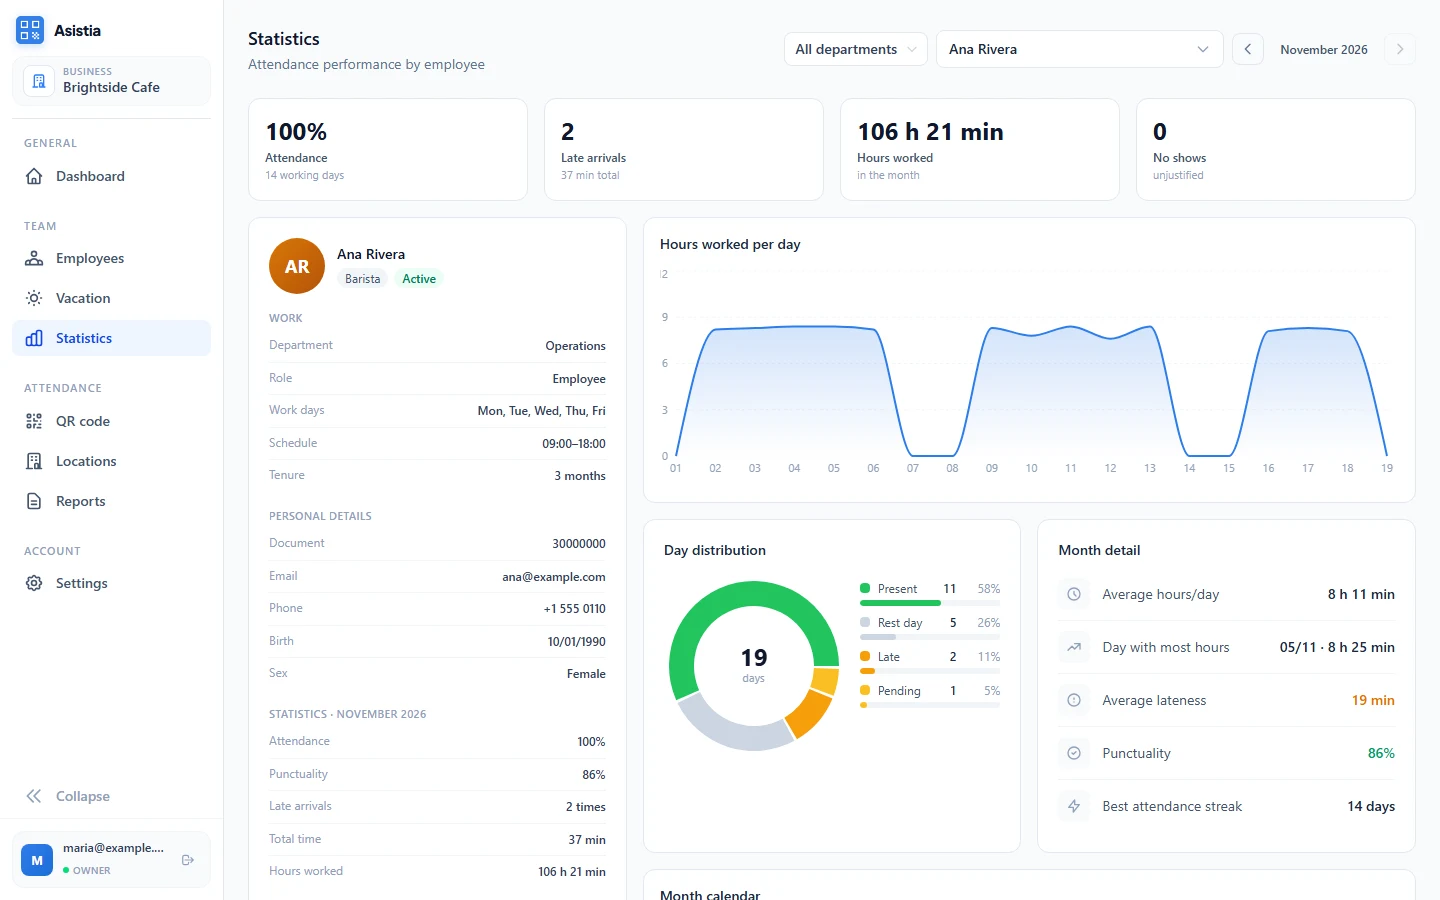 Asistia
BUSINESS
Brightside Cafe
GENERAL
Dashboard
TEAM
Employees
Vacation
Statistics
ATTENDANCE
QR code
Locations
Reports
ACCOUNT
Settings
Collapse
M
maria@example....
OWNER
Statistics
Attendance performance by employee
All departments
Ana Rivera
November 2026
100%
Attendance
14 working days
2
Late arrivals
37 min total
106 h 21 min
Hours worked
in the month
0
No shows
unjustified
AR
Ana Rivera
Barista
Active
WORK
Department Operations
Role Employee
Work days Mon, Tue, Wed, Thu, Fri
Schedule 09:00–18:00
Tenure 3 months
PERSONAL DETAILS
Document 30000000
Email ana@example.com
Phone +1 555 0110
Birth 10/01/1990
Sex Female
STATISTICS · NOVEMBER 2026
Attendance 100%
Punctuality 86%
Late arrivals 2 times
Total time 37 min
Hours worked 106 h 21 min
Hours worked per day
12
9
6
3
0
01 02 03 04 05 06 07 08 09 10 11 12 13 14 15 16 17 18 19
Day distribution
19
days
Present 11 58%
Rest day 5 26%
Late 2 11%
Pending 1 5%
Month detail
Average hours/day 8 h 11 min
Day with most hours 05/11 · 8 h 25 min
Average lateness 19 min
Punctuality 86%
Best attendance streak 14 days
Month calendar